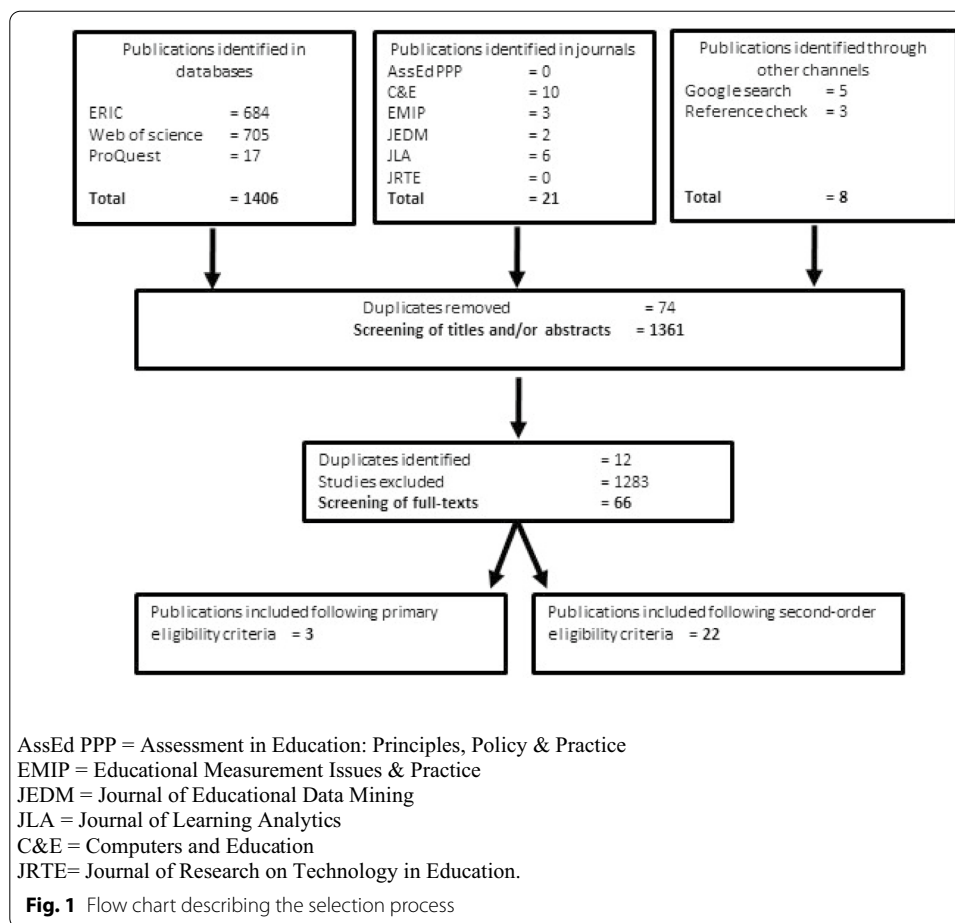 Publications identified in
databases
ERIC = 684
Web of science = 705
ProQuest = 17
Total = 1406
Publications identified in journals
AssEd PPP = 0
C&E = 10
EMIP = 3
JEDM = 2
JLA = 6
JRTE = 0
Total = 21
Publications identified through
other channels
Google search = 5
Reference check = 3
Total = 8
Duplicates removed = 74
Screening of titles and/or abstracts = 1361
Duplicates identified = 12
Studies excluded = 1283
Screening of full-texts = 66
Publications included following primary
eligibility criteria = 3
Publications included following second-order
eligibility criteria = 22
AssEd PPP = Assessment in Education: Principles, Policy & Practice
EMIP = Educational Measurement Issues & Practice
JEDM = Journal of Educational Data Mining
JLA = Journal of Learning Analytics
C&E = Computers and Education
JRTE= Journal of Research on Technology in Education.
Fig. 1 Flow chart describing the selection process